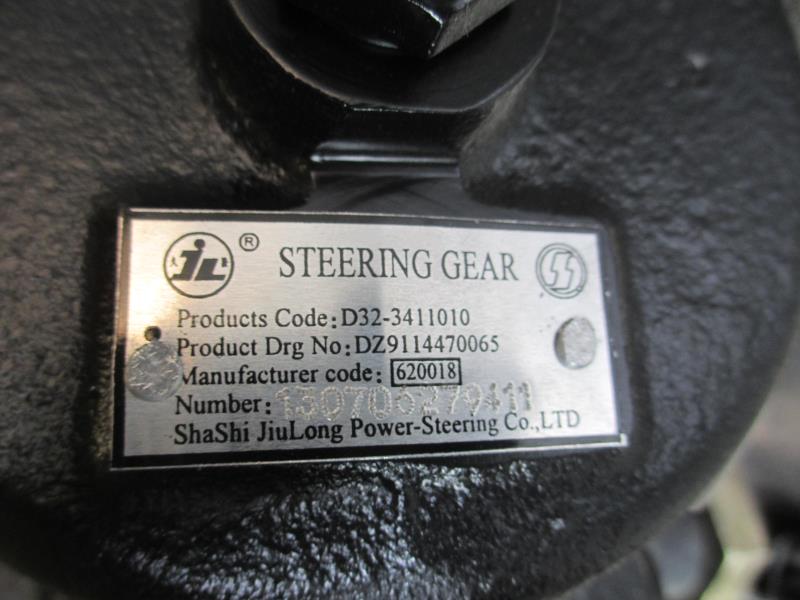 JL ® STEERING GEAR
Products Code:D32-3411010
Product Drg No:DZ9114470065
Manufacturer code: 620018
Number: 130706279411
ShaShi JiuLong Power-Steering Co.,LTD